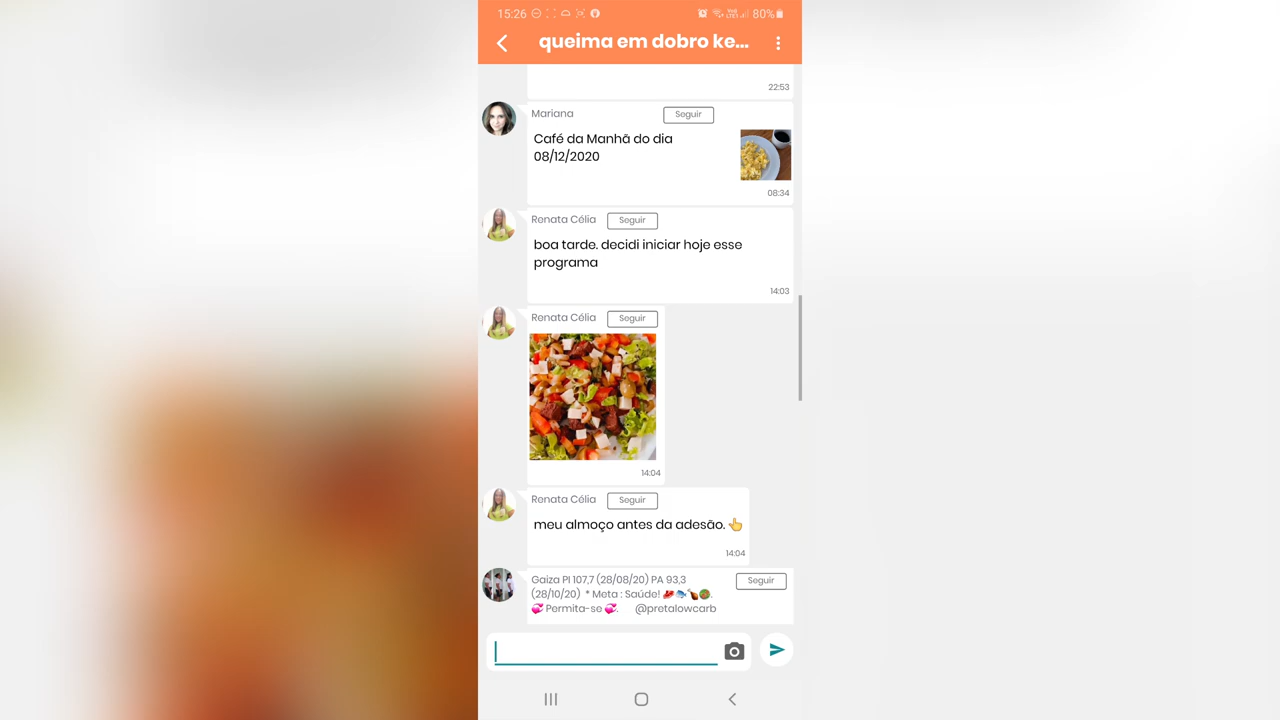 15:26
80%
queima em dobro ke...
22:53
Mariana
Seguir
Café da Manhã do dia
08/12/2020
08:34
Renata Célia
Seguir
boa tarde. decidi iniciar hoje esse
programa
14:03
Renata Célia
Seguir
14:04
Renata Célia
Seguir
meu almoço antes da adesão. 👆
14:04
Gaiza PI 107,7 (28/08/20) PA 93,3
(28/10/20) * Meta : Saúde! 🥩🐟🍗🥗.
💞 Permita-se 💞. @pretalowcarb
Seguir